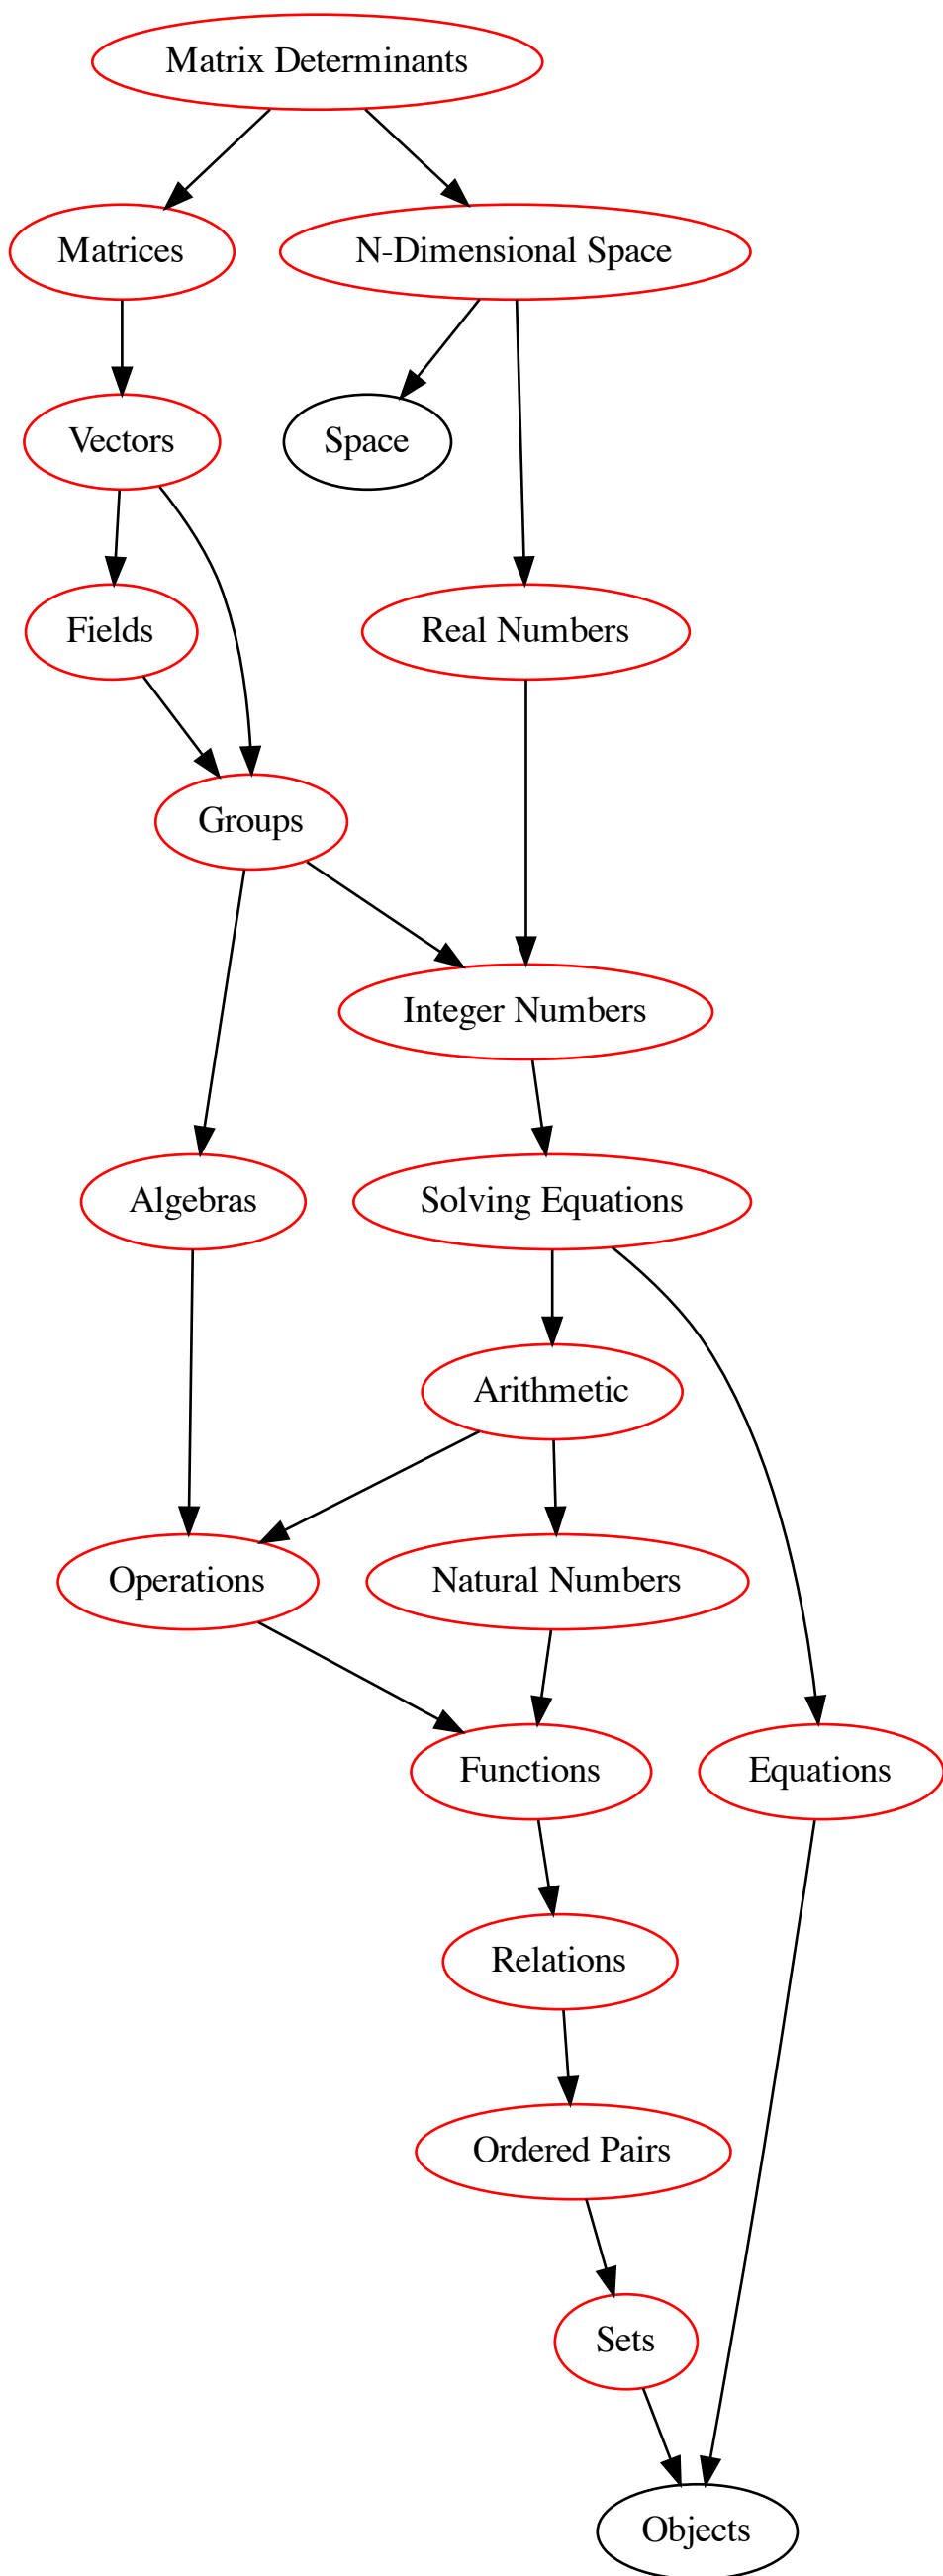 Matrix Determinants
Matrices
N-Dimensional Space
Vectors
Space
Fields
Real Numbers
Groups
Integer Numbers
Algebras
Solving Equations
Arithmetic
Operations
Natural Numbers
Functions
Equations
Relations
Ordered Pairs
Sets
Objects